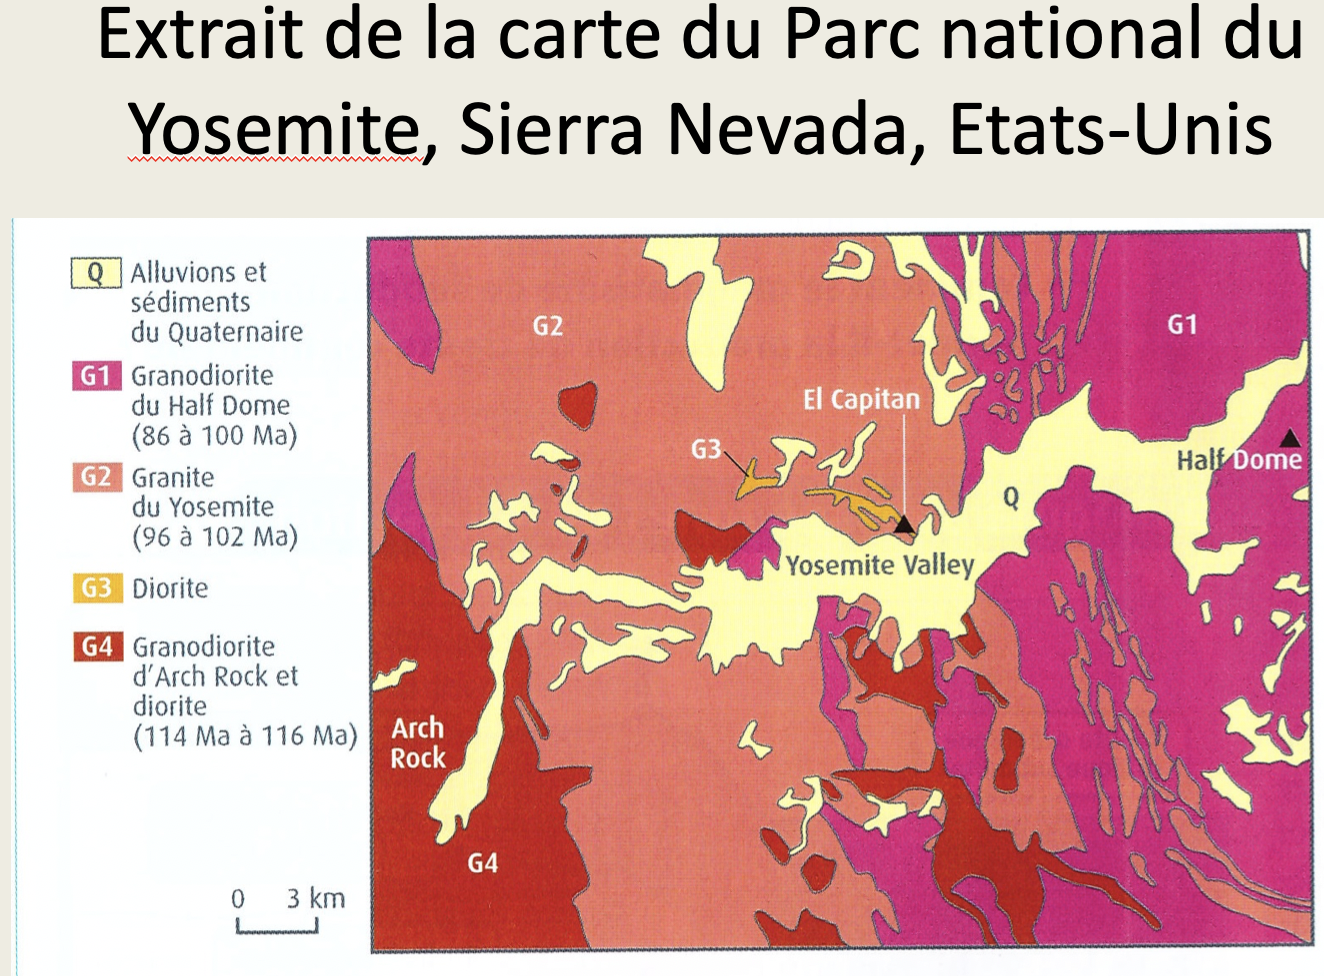 Extrait de la carte du Parc national du
Yosemite, Sierra Nevada, Etats-Unis
Q Alluvions et
sédiments
du Quaternaire
G1 Granodiorite
du Half Dome
(86 à 100 Ma)
G2 Granite
du Yosemite
(96 à 102 Ma)
G3 Diorite
G4 Granodiorite
d'Arch Rock et
diorite
(114 Ma à 116 Ma)
0 3 km
G2
G1
El Capitan
G3
Half Dome
Q
Yosemite Valley
Arch
Rock
G4